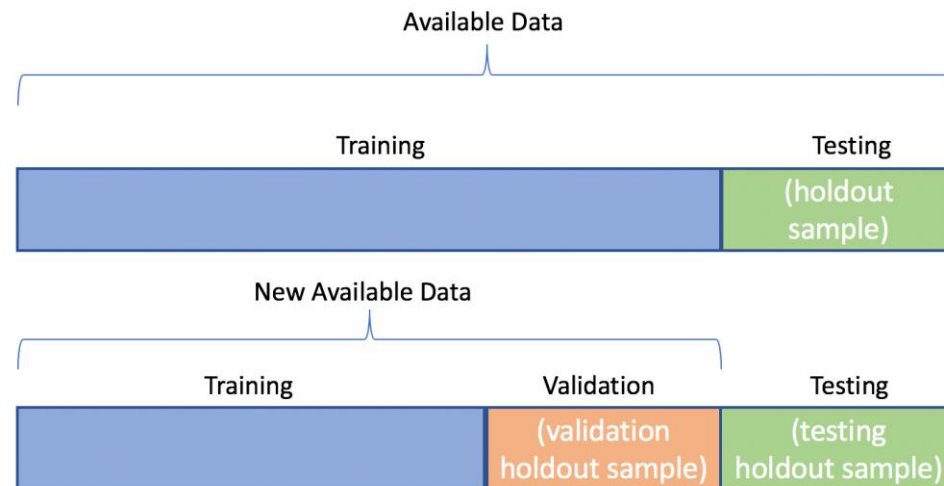 Available Data
Training
Testing
(holdout
sample)
New Available Data
Training
Validation
Testing
(validation
holdout sample)
(testing
holdout sample)